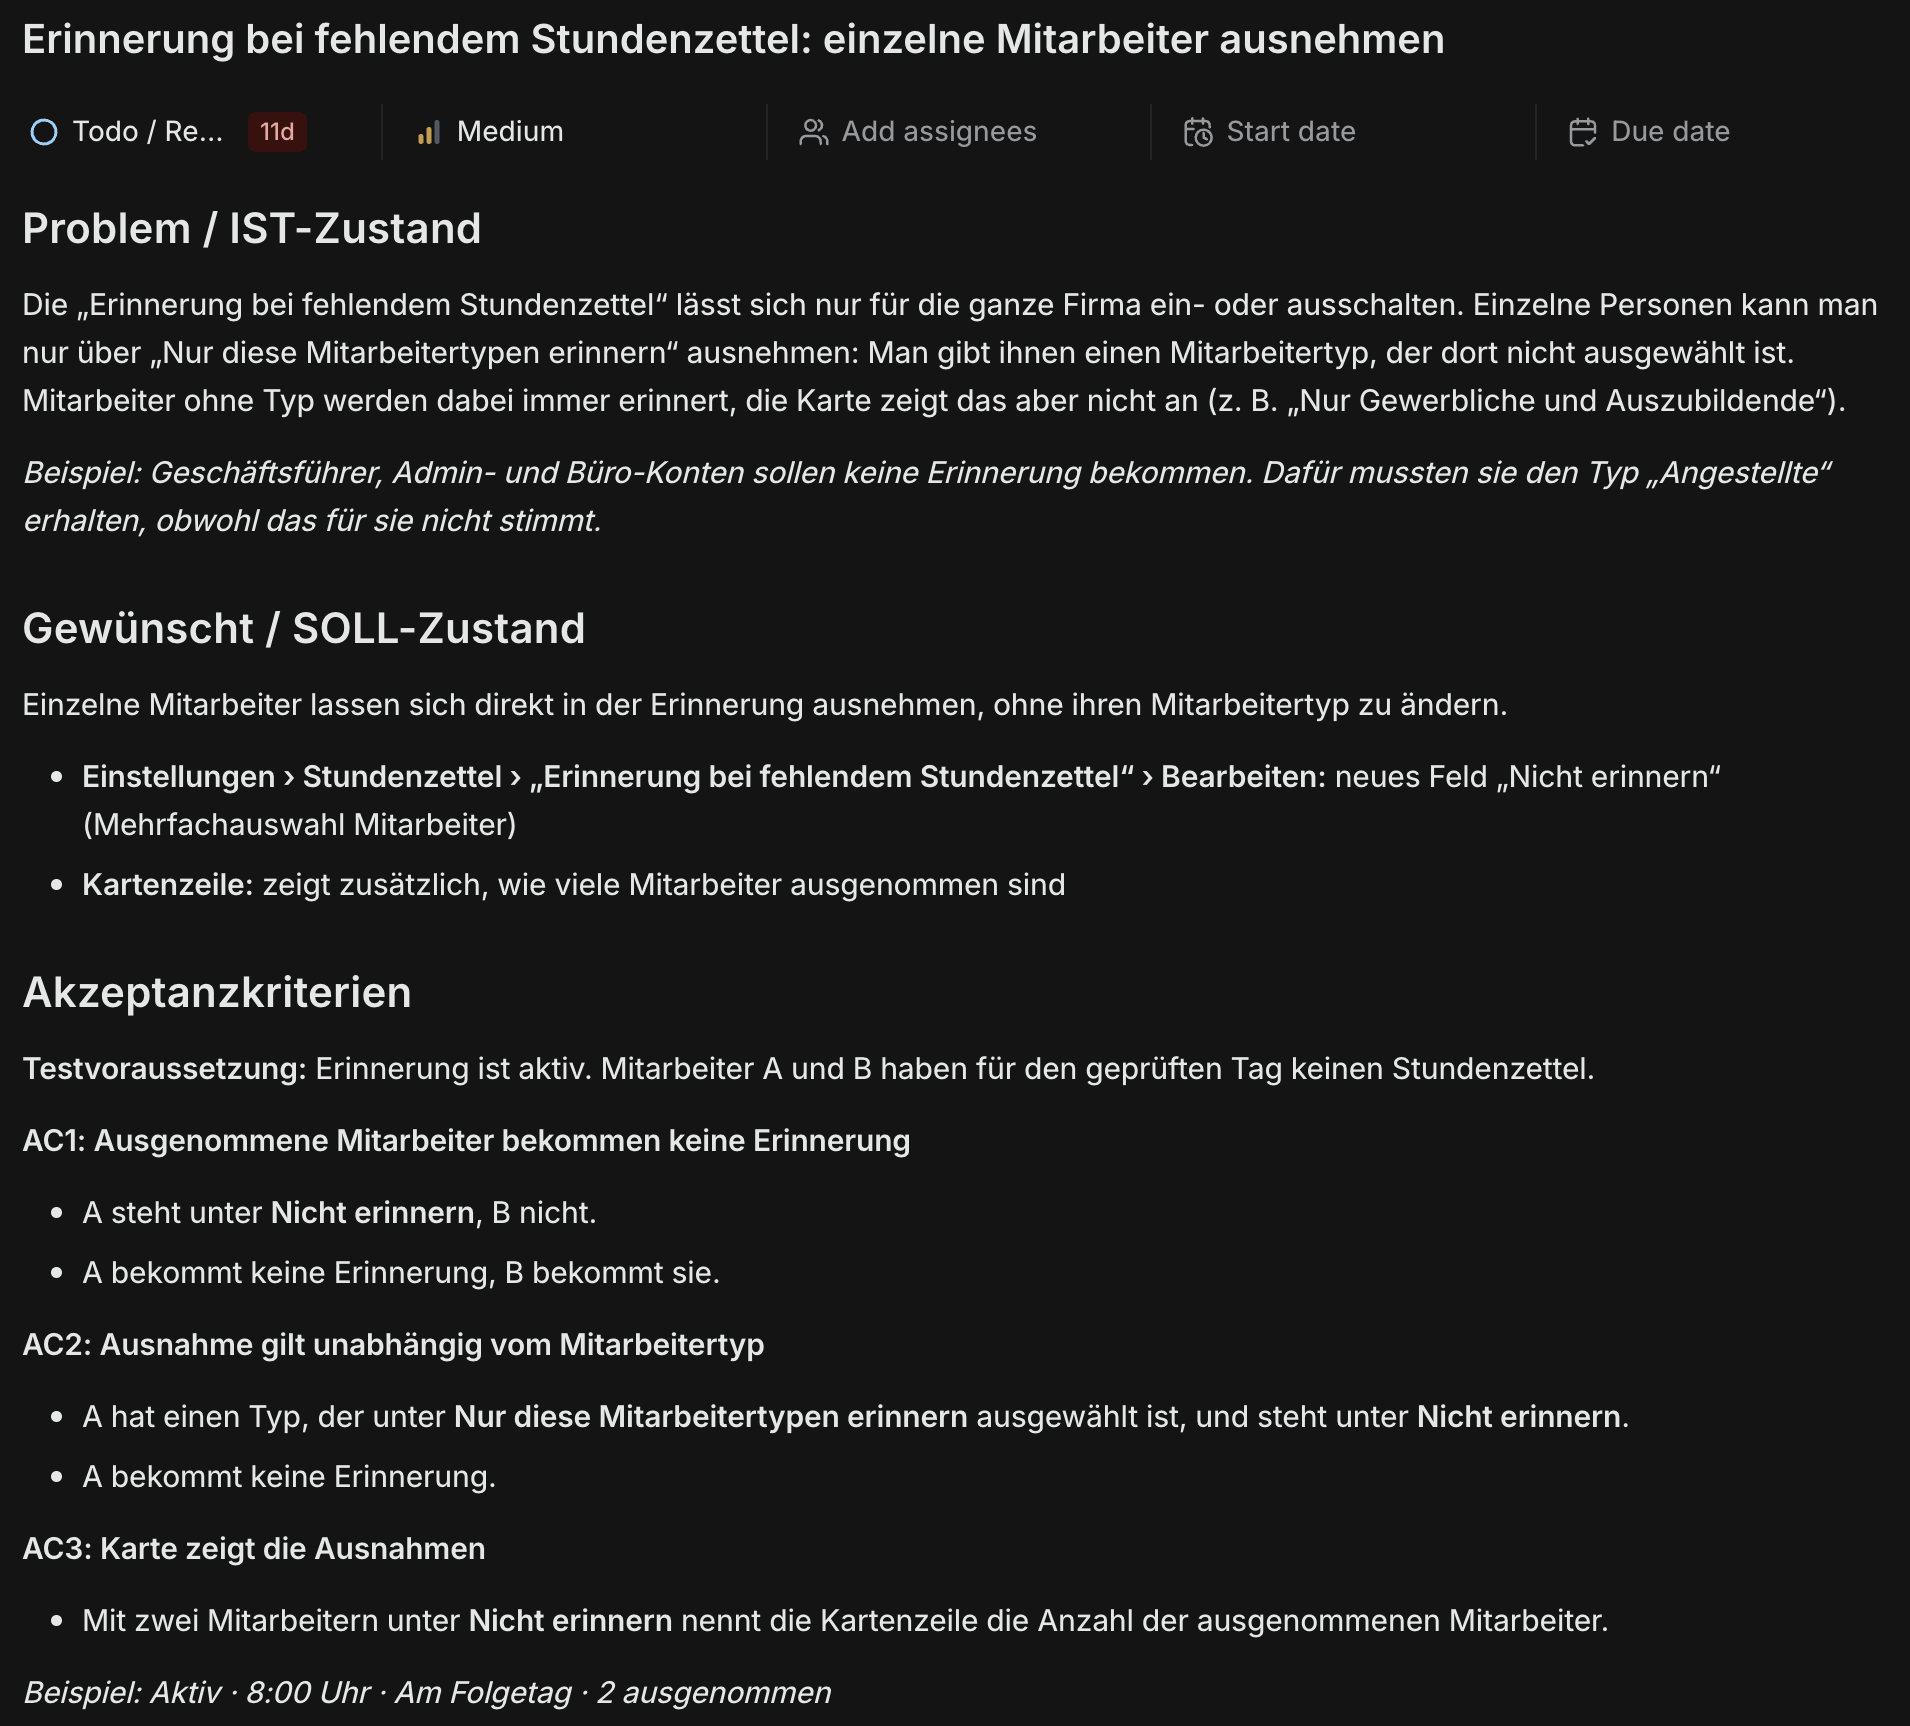 Erinnerung bei fehlendem Stundenzettel: einzelne Mitarbeiter ausnehmen
Todo / Re... 11d Medium Add assignees Start date Due date
Problem / IST-Zustand
Die „Erinnerung bei fehlendem Stundenzettel“ lässt sich nur für die ganze Firma ein- oder ausschalten. Einzelne Personen kann man
nur über „Nur diese Mitarbeitertypen erinnern“ ausnehmen: Man gibt ihnen einen Mitarbeitertyp, der dort nicht ausgewählt ist.
Mitarbeiter ohne Typ werden dabei immer erinnert, die Karte zeigt das aber nicht an (z. B. „Nur Gewerbliche und Auszubildende“).
Beispiel: Geschäftsführer, Admin- und Büro-Konten sollen keine Erinnerung bekommen. Dafür mussten sie den Typ „Angestellte“
erhalten, obwohl das für sie nicht stimmt.
Gewünscht / SOLL-Zustand
Einzelne Mitarbeiter lassen sich direkt in der Erinnerung ausnehmen, ohne ihren Mitarbeitertyp zu ändern.
• Einstellungen › Stundenzettel › „Erinnerung bei fehlendem Stundenzettel“ › Bearbeiten: neues Feld „Nicht erinnern“
(Mehrfachauswahl Mitarbeiter)
• Kartenzeile: zeigt zusätzlich, wie viele Mitarbeiter ausgenommen sind
Akzeptanzkriterien
Testvoraussetzung: Erinnerung ist aktiv. Mitarbeiter A und B haben für den geprüften Tag keinen Stundenzettel.
AC1: Ausgenommene Mitarbeiter bekommen keine Erinnerung
• A steht unter Nicht erinnern, B nicht.
• A bekommt keine Erinnerung, B bekommt sie.
AC2: Ausnahme gilt unabhängig vom Mitarbeitertyp
• A hat einen Typ, der unter Nur diese Mitarbeitertypen erinnern ausgewählt ist, und steht unter Nicht erinnern.
• A bekommt keine Erinnerung.
AC3: Karte zeigt die Ausnahmen
• Mit zwei Mitarbeitern unter Nicht erinnern nennt die Kartenzeile die Anzahl der ausgenommenen Mitarbeiter.
Beispiel: Aktiv · 8:00 Uhr · Am Folgetag · 2 ausgenommen